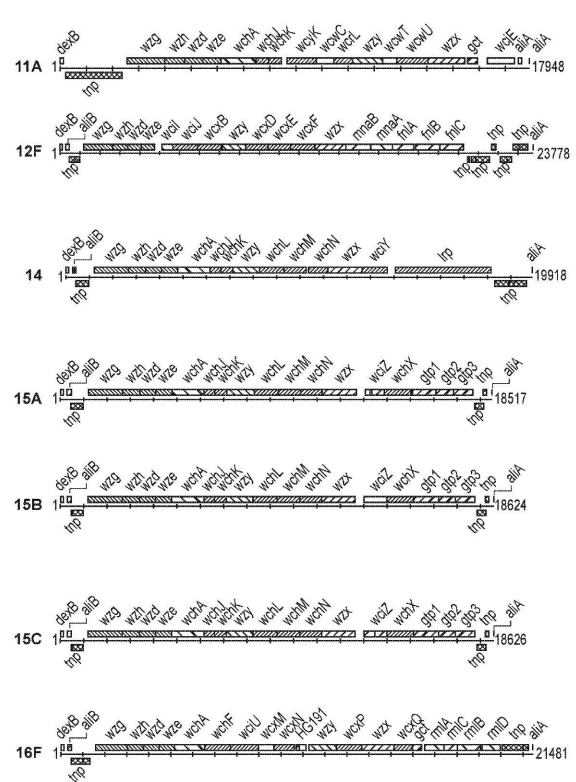 dexB wzg wzh wzd wze wchA wchJ wchK wcyK wcwC wcrL wzy wcwT wcwU wzx gct wcjE aliA aliA
11A 1 17948
tnp
dexB aliB wzg wzh wzd wze wciI wciJ wcxB wzy wcxD wcxE wcxF wzx mnaB mnaA fnlA fnlB fnlC tnp tnp aliA
12F 1 23778
tnp tnp tnp tnp
dexB aliB wzg wzh wzd wze wchA wchJ wchK wzy wchL wchM wchN wzx wciY lrp aliA
14 1 19918
tnp tnp
dexB aliB wzg wzh wzd wze wchA wchJ wchK wzy wchL wchM wchN wzx wciZ wchX gtp1 gtp2 gtp3 tnp aliA
15A 1 18517
tnp tnp
dexB aliB wzg wzh wzd wze wchA wchJ wchK wzy wchL wchM wchN wzx wciZ wchX gtp1 gtp2 gtp3 tnp aliA
15B 1 18624
tnp tnp
dexB aliB wzg wzh wzd wze wchA wchJ wchK wzy wchL wchM wchN wzx wciZ wchX gtp1 gtp2 gtp3 tnp aliA
15C 1 18626
tnp tnp
dexB aliB wzg wzh wzd wze wchA wchF wciU wcxM wcxN HG191 wzy wcxP wzx wcxQ gct rmlA rmlC rmlB rmlD tnp aliA
16F 1 21481
tnp